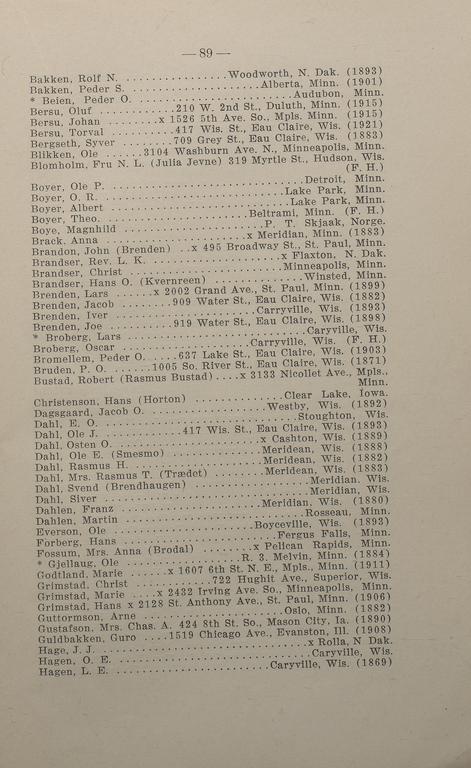 — 89 —
Bakken, Rolf N. ................Woodworth, N. Dak. (1893)
Bakken, Peder S. .....................Alberta, Minn. (1901)
* Beien, Peder O. ........................Audubon, Minn.
Bersu, Oluf ............210 W. 2nd St., Duluth, Minn. (1915)
Bersu, Johan .........x 1526 5th Ave. So., Mpls. Minn. (1915)
Bersu, Torval ...........417 Wis. St., Eau Claire, Wis. (1921)
Bergseth, Syver .........709 Grey St., Eau Claire, Wis. (1883)
Blikken, Ole ......3104 Washburn Ave. N., Minneapolis, Minn.
Blomholm, Fru N. L. (Julia Jevne) 319 Myrtle St., Hudson, Wis.
(F. H.)
Boyer, Ole P. ...............................Detroit, Minn.
Boyer, O. R. .............................Lake Park, Minn.
Boyer, Albert .............................Lake Park, Minn.
Boyer, Theo. ......................Beltrami, Minn. (F. H.)
Boye, Magnhild .......................P. T. Skjaak, Norge.
Brack, Anna .......................x Meridian, Minn. (1883)
Brandon, John (Brenden) ..x 495 Broadway St., St. Paul, Minn.
Brandser, Rev. L. K. .....................x Flaxton, N. Dak.
Brandser, Christ ........................Minneapolis, Minn.
Brandser, Hans O. (Kvernreen) ..............Winsted, Minn.
Brenden, Lars ......x 2002 Grand Ave., St. Paul, Minn. (1899)
Brenden, Jacob ........909 Water St., Eau Claire, Wis. (1882)
Brenden, Iver .......................Carryville, Wis. (1893)
Brenden, Joe ..........919 Water St., Eau Claire, Wis. (1898)
* Broberg, Lars ............................Caryville, Wis.
Broberg, Oscar .....................Carryville, Wis. (F. H.)
Bromellem, Peder O......637 Lake St., Eau Claire, Wis. (1903)
Bruden, P. O. .......1005 So. River St., Eau Claire, Wis. (1871)
Bustad, Robert (Rasmus Bustad) ....x 3133 Nicollet Ave., Mpls.,
Minn.
Christenson, Hans (Horton) ...............Clear Lake, Iowa.
Dagsgaard, Jacob O. ....................Westby, Wis. (1892)
Dahl, E. O. ...............................Stoughton, Wis.
Dahl, Ole J. .............417 Wis. St., Eau Claire, Wis. (1893)
Dahl, Osten O. ........................x Cashton, Wis. (1889)
Dahl, Ole E. (Smesmo) ................Meridean, Wis. (1888)
Dahl, Rasmus H. ......................Meridean, Wis. (1882)
Dahl, Mrs. Rasmus T. (Trædet) ........Meridean, Wis. (1883)
Dahl, Svend (Brendhaugen) ...................Meridian. Wis.
Dahl, Siver ................................Meridian, Wis.
Dahlen, Franz ........................Meridian, Wis. (1880)
Dahlen, Martin .............................Rosseau, Minn.
Everson, Ole .........................Boyceville, Wis. (1893)
Forberg, Hans .........................Fergus Falls, Minn.
Fossum, Mrs. Anna (Brodal) .........x Pelican Rapids, Minn.
* Gjellaug, Ole ..................R. 3. Melvin, Minn. (1884)
Godtland, Marie ......x 1607 6th St. N. E., Mpls., Minn. (1911)
Grimstad, Christ ............722 Hughit Ave., Superior, Wis.
Grimstad, Marie ....x 2432 Irving Ave. So., Minneapolis, Minn.
Grimstad, Hans x 2128 St. Anthony Ave., St. Paul, Minn. (1906)
Guttormson, Arne .......................Oslo, Minn. (1882)
Gustafson, Mrs. Chas. A. 424 8th St. So., Mason City, Ia. (1890)
Guldbakken, Guro ....1519 Chicago Ave., Evanston, Ill. (1908)
Hage, J. J. .................................x Rolla, N Dak.
Hagen, O. E. ...............................Caryville, Wis.
Hagen, L. E. .........................Caryville, Wis. (1869)